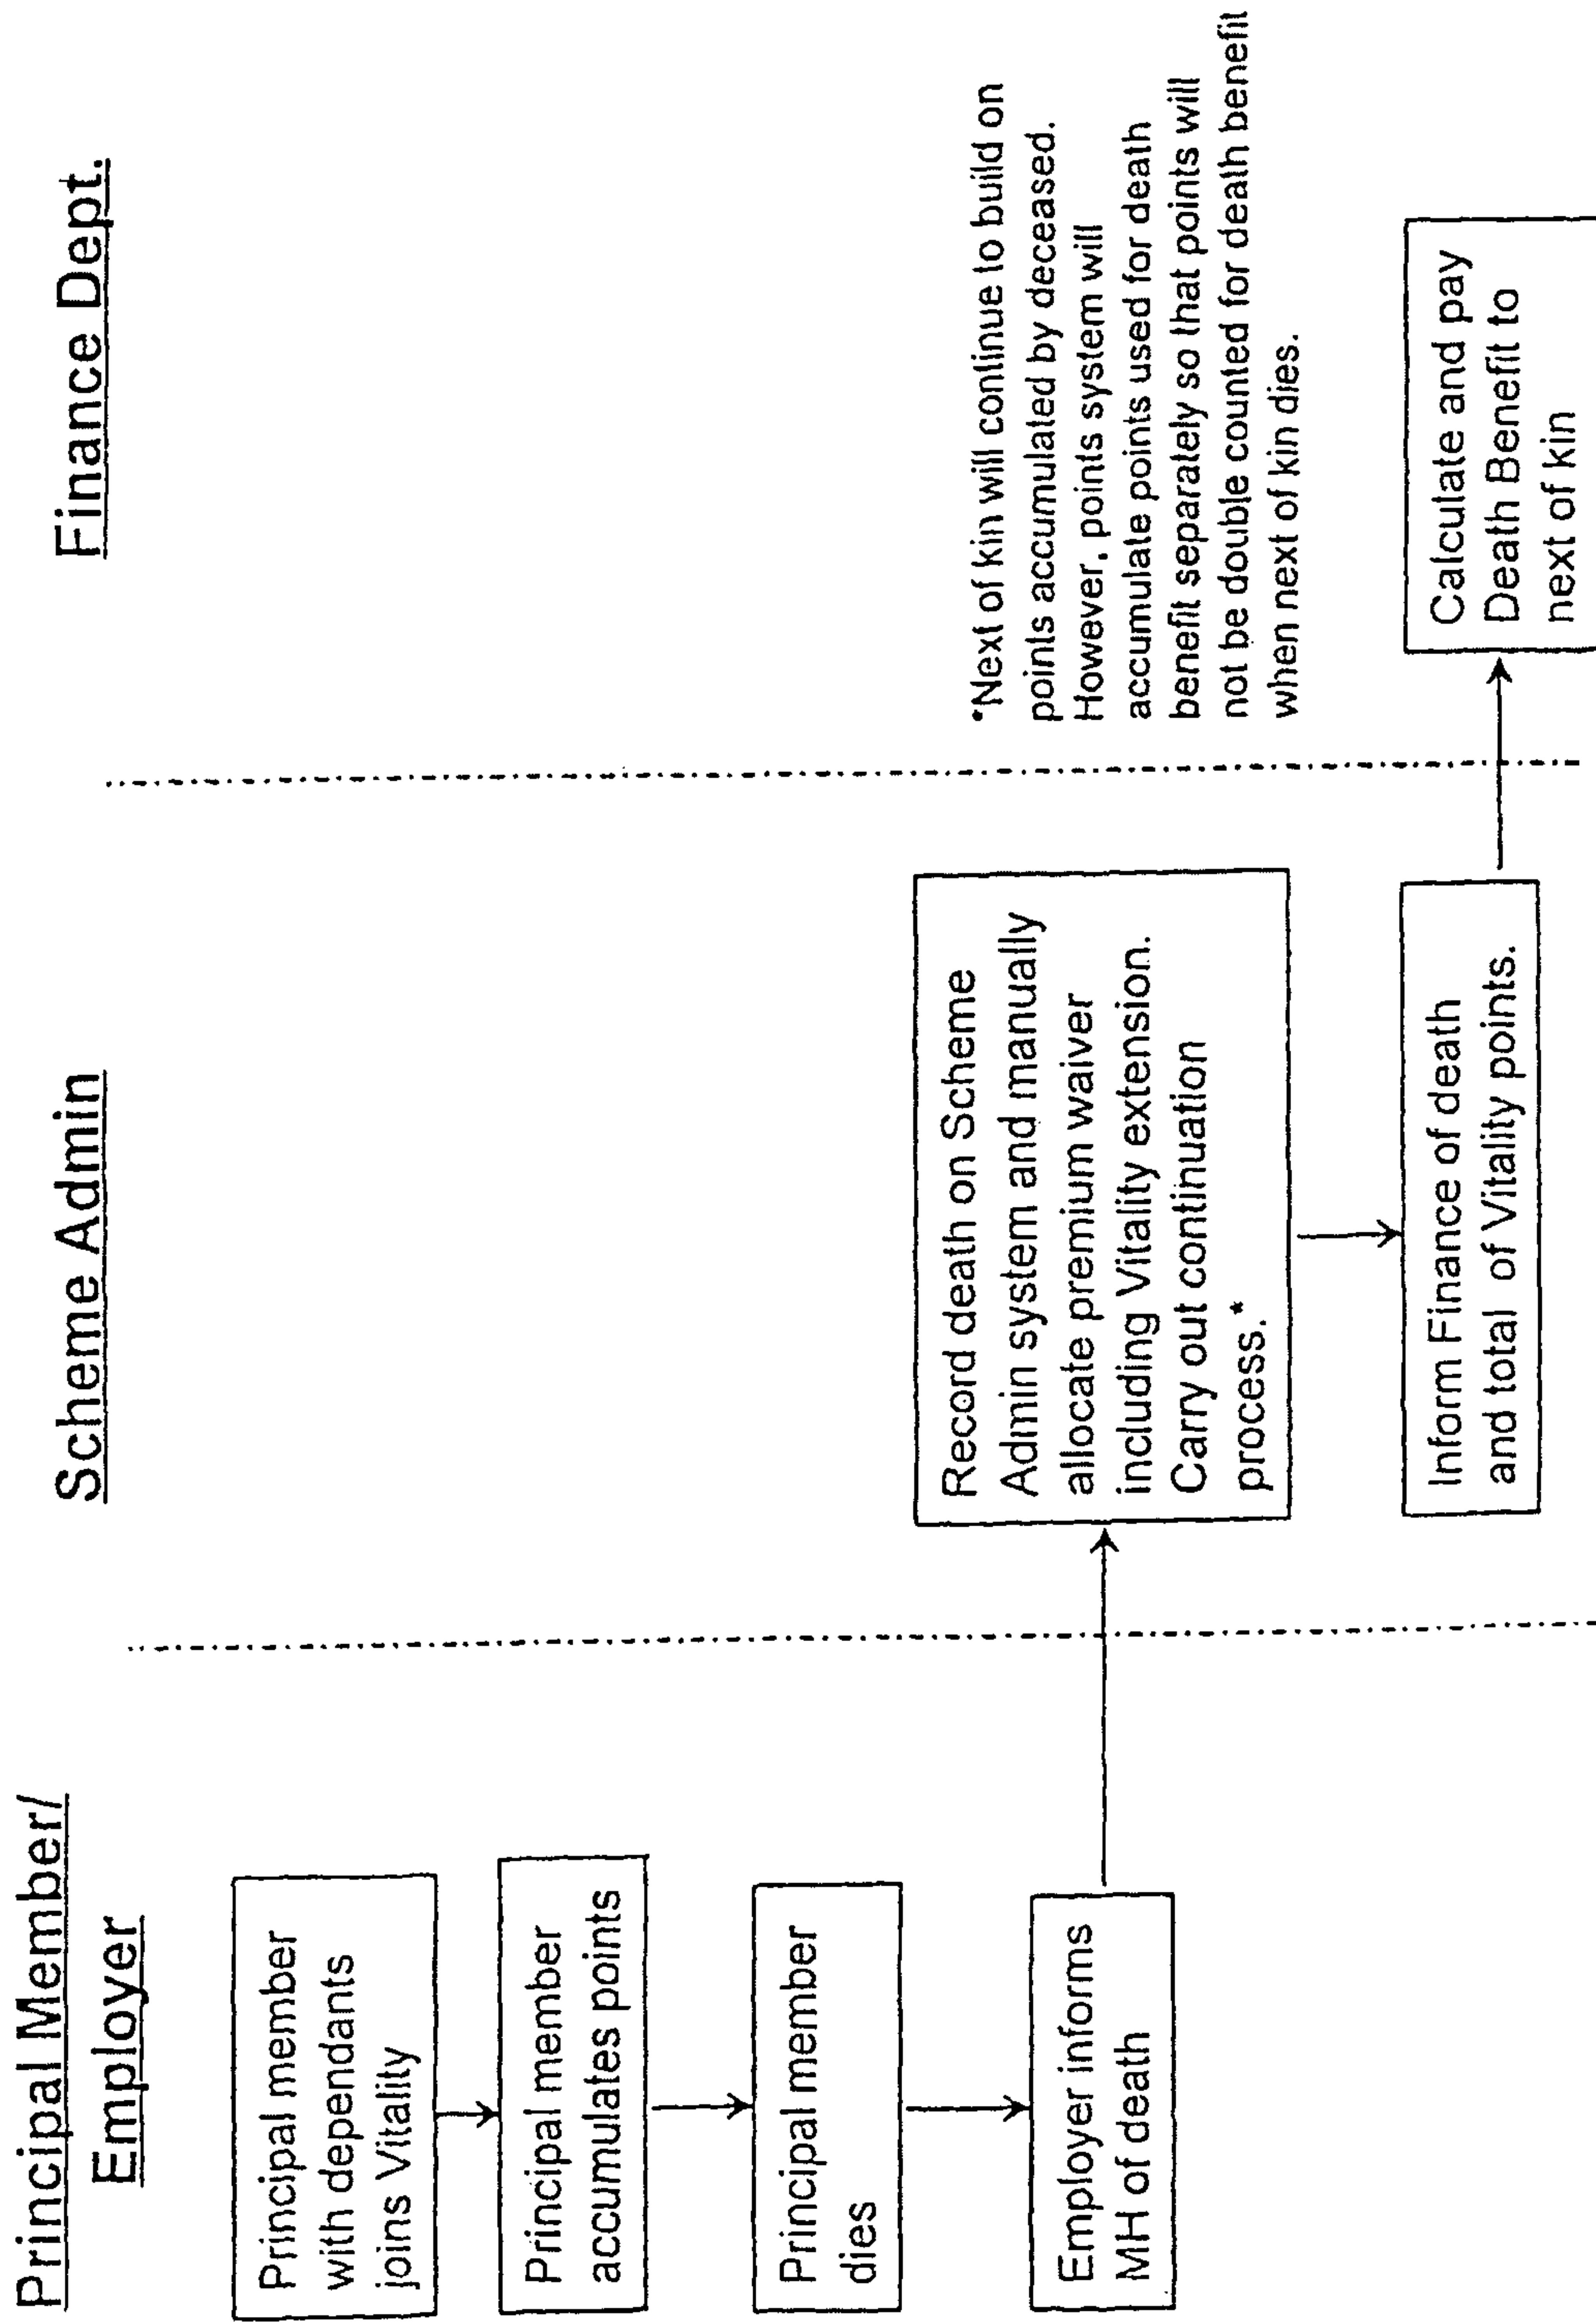 Principal Member/
Employer
Scheme Admin
Finance Dept.
Principal member
with dependants
joins Vitality
Principal member
accumulates points
Principal member
dies
Employer informs
MH of death
Record death on Scheme
Admin system and manually
allocate premium waiver
including Vitality extension.
Carry out continuation
process.*
Inform Finance of death
and total of Vitality points.
*Next of kin will continue to build on
points accumulated by deceased.
However, points system will
accumulate points used for death
benefit separately so that points will
not be double counted for death benefit
when next of kin dies.
Calculate and pay
Death Benefit to
next of kin